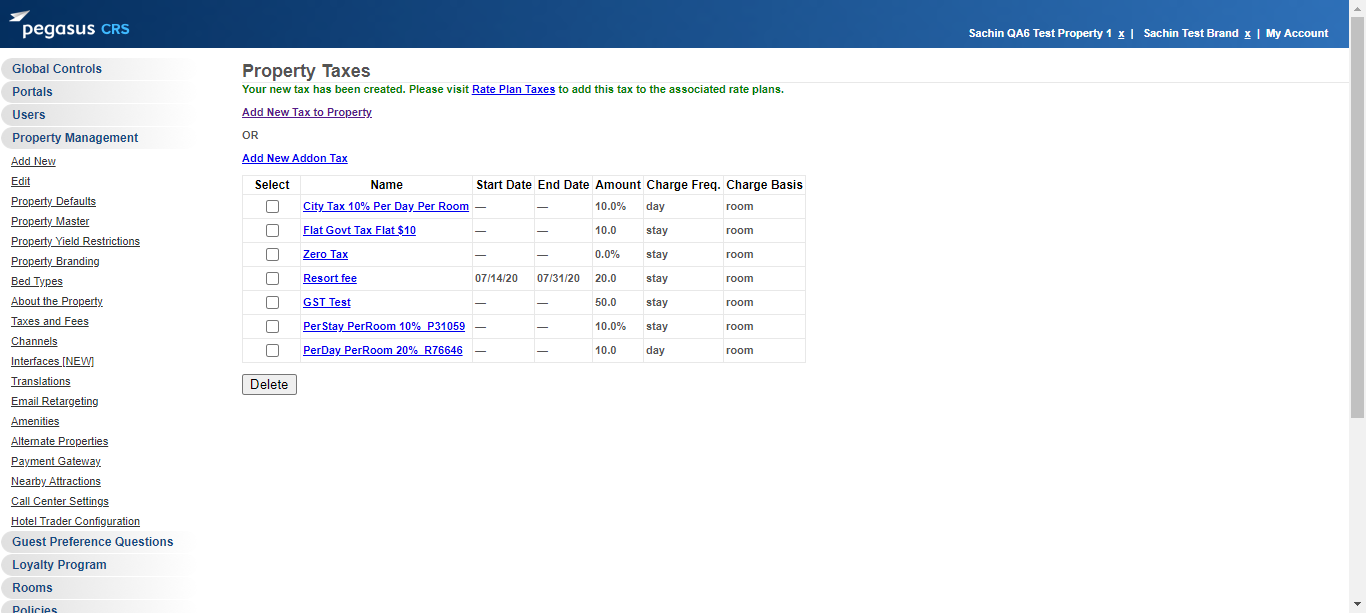 pegasus CRS
Sachin QA6 Test Property 1 x | Sachin Test Brand x | My Account
Global Controls
Portals
Users
Property Management
Add New
Edit
Property Defaults
Property Master
Property Yield Restrictions
Property Branding
Bed Types
About the Property
Taxes and Fees
Channels
Interfaces [NEW]
Translations
Email Retargeting
Amenities
Alternate Properties
Payment Gateway
Nearby Attractions
Call Center Settings
Hotel Trader Configuration
Guest Preference Questions
Loyalty Program
Rooms
Policies
Property Taxes
Your new tax has been created. Please visit Rate Plan Taxes to add this tax to the associated rate plans.
Add New Tax to Property
OR
Add New Addon Tax
Select Name Start Date End Date Amount Charge Freq. Charge Basis
City Tax 10% Per Day Per Room — — 10.0% day room
Flat Govt Tax Flat $10 — — 10.0 stay room
Zero Tax — — 0.0% stay room
Resort fee 07/14/20 07/31/20 20.0 stay room
GST Test — — 50.0 stay room
PerStay PerRoom 10%_P31059 — — 10.0% stay room
PerDay PerRoom 20%_R76646 — — 10.0 day room
Delete